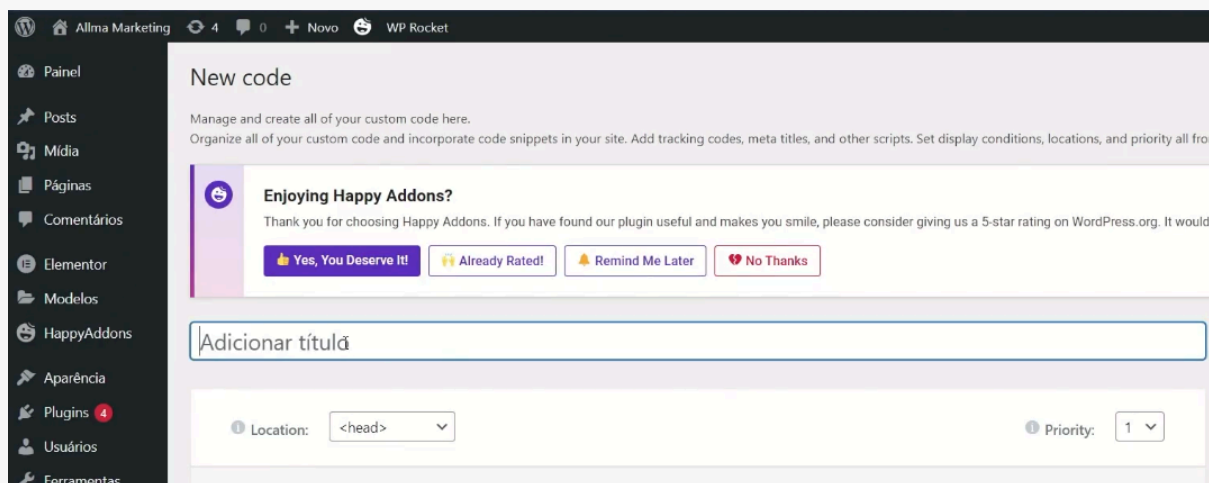 Allma Marketing 4 0 Novo WP Rocket
Painel
Posts
Mídia
Páginas
Comentários
Elementor
Modelos
HappyAddons
Aparência
Plugins 4
Usuários
Ferramentas
New code
Manage and create all of your custom code here.
Organize all of your custom code and incorporate code snippets in your site. Add tracking codes, meta titles, and other scripts. Set display conditions, locations, and priority all fro
Enjoying Happy Addons?
Thank you for choosing Happy Addons. If you have found our plugin useful and makes you smile, please consider giving us a 5-star rating on WordPress.org. It would
Yes, You Deserve It! Already Rated! Remind Me Later No Thanks
Adicionar título
Location: <head> Priority: 1